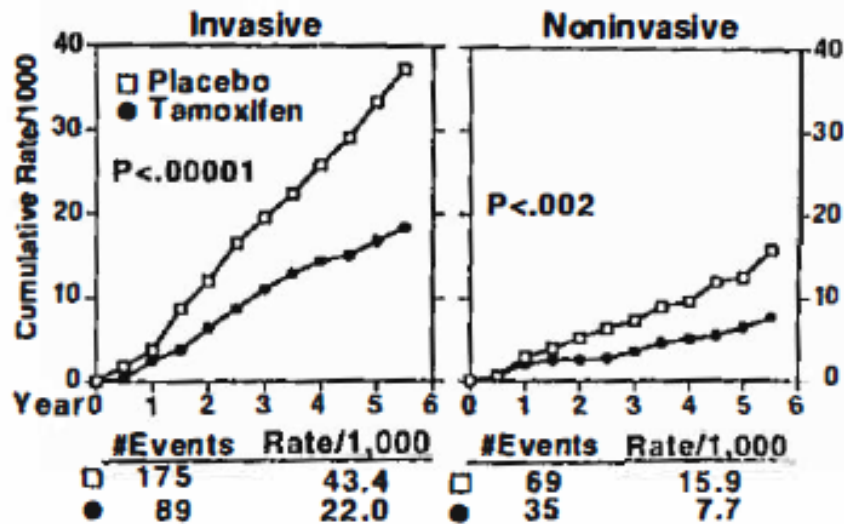 Invasive
Noninvasive
Cumulative Rate/1000
40
30
20
10
0
Placebo
Tamoxifen
P<.00001
P<.002
40
30
20
10
0
Year 0 1 2 3 4 5 6
0 1 2 3 4 5 6
#Events Rate/1,000
175 43.4
89 22.0
#Events Rate/1,000
69 15.9
35 7.7